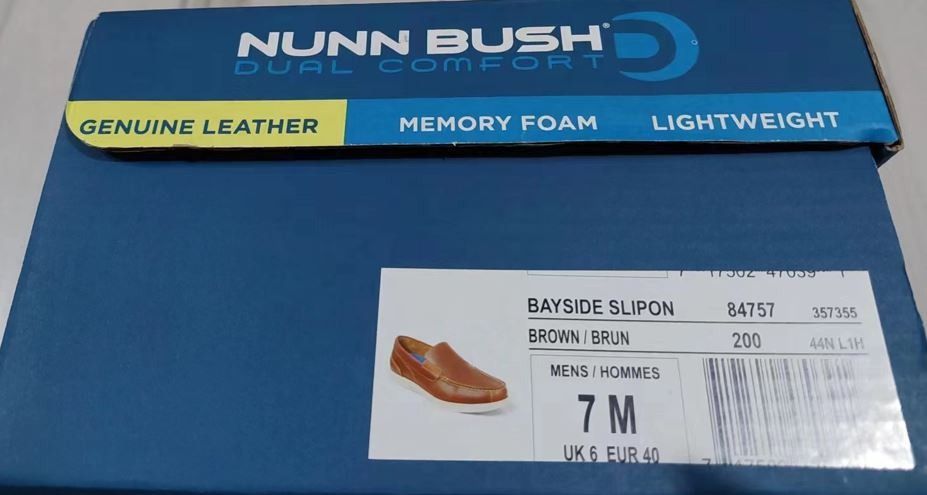 NUNN BUSH®
DUAL COMFORT
GENUINE LEATHER MEMORY FOAM LIGHTWEIGHT
BAYSIDE SLIPON 84757 357355
BROWN / BRUN 200 44N L1H
MENS / HOMMES
7 M
UK 6 EUR 40